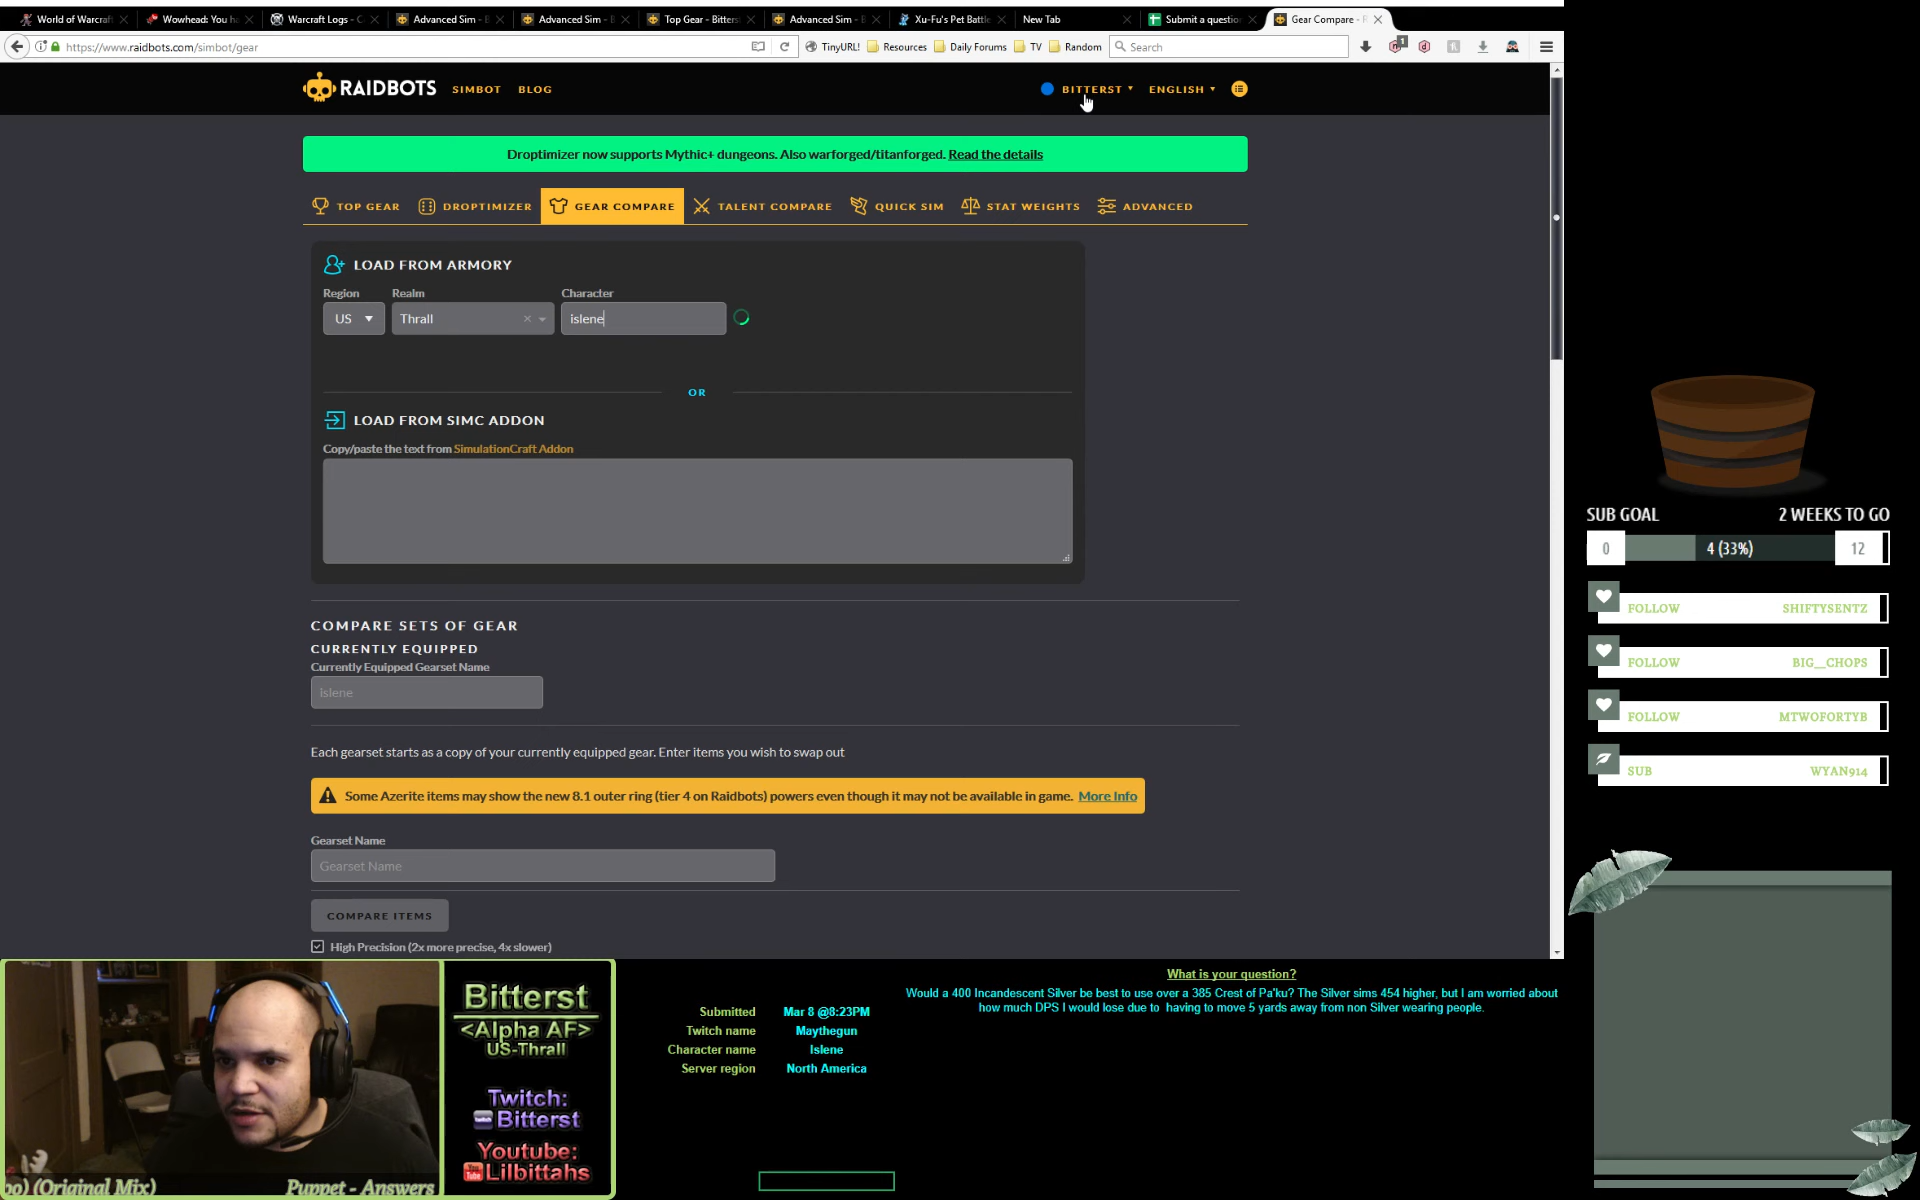 World of Warcraf
Wowhead: You ha
Warcraft Logs - C
Advanced Sim - B
Advanced Sim - B
Top Gear - Bitters
Advanced Sim - B
Xu-Fu's Pet Battl
New Tab
Submit a questio
Gear Compare - R
https://www.raidbots.com/simbot/gear
TinyURL!
Resources
Daily Forums
TV
Random
Search
1
RAIDBOTS
SIMBOT
BLOG
BITTERST
ENGLISH
Droptimizer now supports Mythic+ dungeons. Also warforged/titanforged. Read the details
TOP GEAR
DROPTIMIZER
GEAR COMPARE
TALENT COMPARE
QUICK SIM
STAT WEIGHTS
ADVANCED
LOAD FROM ARMORY
Region
Realm
Character
US
Thrall
islene
OR
LOAD FROM SIMC ADDON
Copy/paste the text from SimulationCraft Addon
COMPARE SETS OF GEAR
CURRENTLY EQUIPPED
Currently Equipped Gearset Name
Islene
Each gearset starts as a copy of your currently equipped gear. Enter items you wish to swap out
Some Azerite items may show the new 8.1 outer ring (tier 4 on Raidbots) powers even though it may not be available in game. More Info
Gearset Name
Gearset Name
COMPARE ITEMS
High Precision (2x more precise, 4x slower)
SUB GOAL
2 WEEKS TO GO
0
4 (33%)
12
FOLLOW
SHIFTYSENTZ
FOLLOW
BIG__CHOPS
FOLLOW
MTWOFORTYB
SUB
WYAN914
Bitterst
<Alpha AF>
US-Thrall
Twitch:
Bitterst
Youtube:
Lilbittahs
(Original Mix)
Puppet - Answers
Submitted
Mar 8 @8:23PM
Twitch name
Maythegun
Character name
Islene
Server region
North America
What is your question?
Would a 400 Incandescent Silver be best to use over a 385 Crest of Pa'ku? The Silver sims 454 higher, but I am worried about
how much DPS I would lose due to having to move 5 yards away from non Silver wearing people.